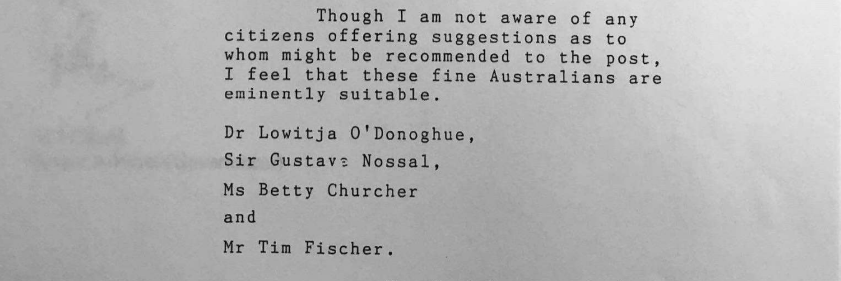 Though I am not aware of any
citizens offering suggestions as to
whom might be recommended to the post,
I feel that these fine Australians are
eminently suitable.
Dr Lowitja O'Donoghue,
Sir Gustave Nossal,
Ms Betty Churcher
and
Mr Tim Fischer.